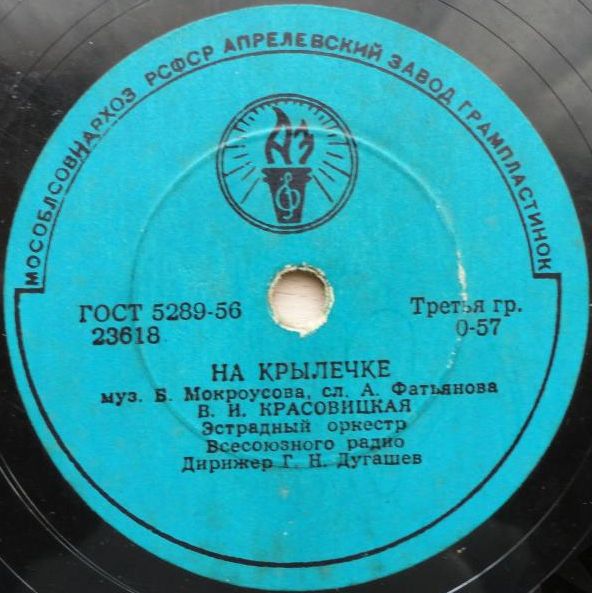 МОСОБЛСОВНАРХОЗ РСФСР АПРЕЛЕВСКИЙ ЗАВОД ГРАМПЛАСТИНОК
АЗ
ГОСТ 5289-56
23618
Третья гр.
0-57
НА КРЫЛЕЧКЕ
муз. Б. Мокроусова, сл. А. Фатьянова
В. И. КРАСОВИЦКАЯ
Эстрадный оркестр
Всесоюзного радио
Дирижер Г. Н. Дугашев